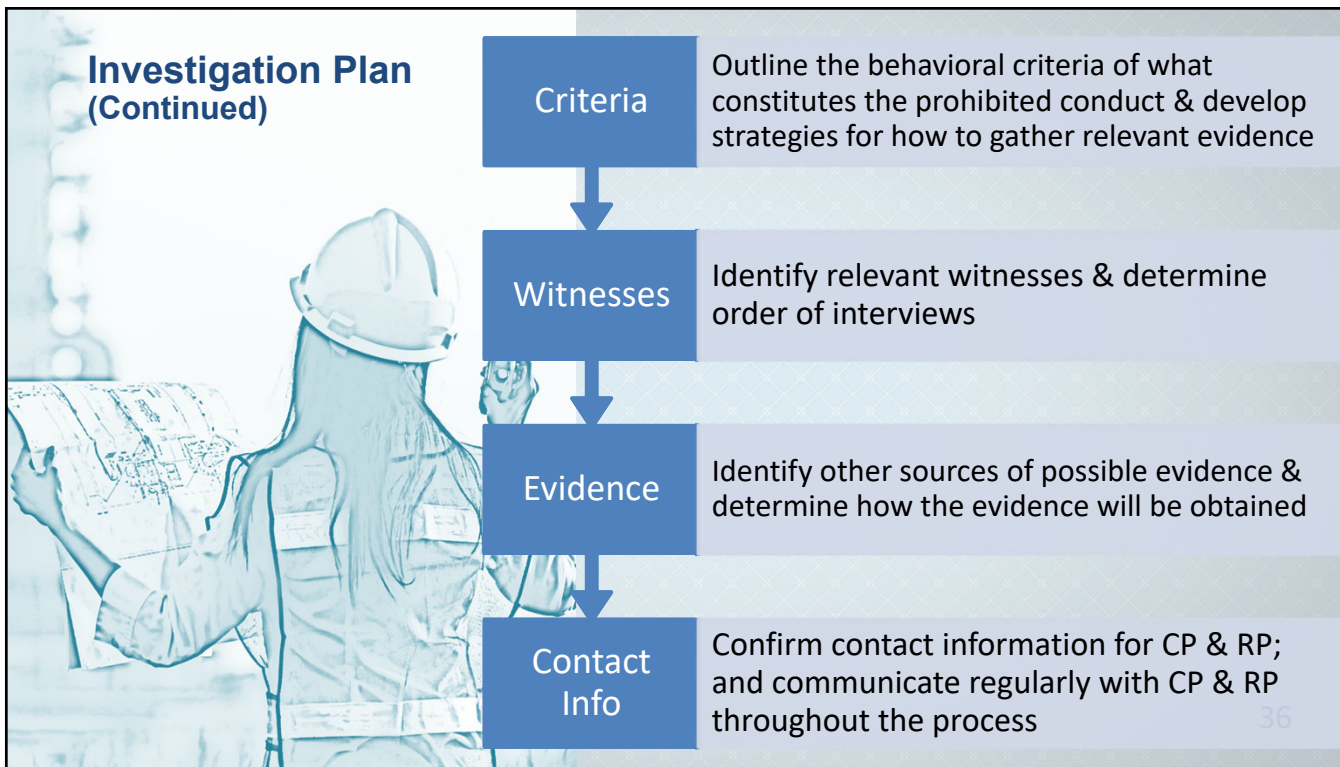 Investigation Plan
(Continued)
Criteria
Outline the behavioral criteria of what
constitutes the prohibited conduct & develop
strategies for how to gather relevant evidence
Witnesses
Identify relevant witnesses & determine
order of interviews
Evidence
Identify other sources of possible evidence &
determine how the evidence will be obtained
Contact
Info
Confirm contact information for CP & RP;
and communicate regularly with CP & RP
throughout the process
36